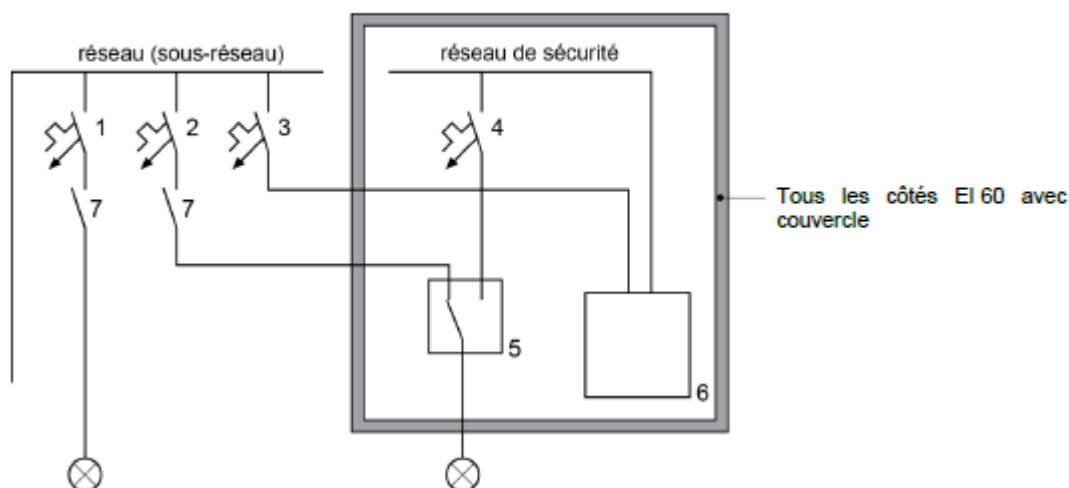 réseau (sous-réseau)
réseau de sécurité
1
2
3
4
7
7
Tous les côtés EI 60 avec
couvercle
5
6